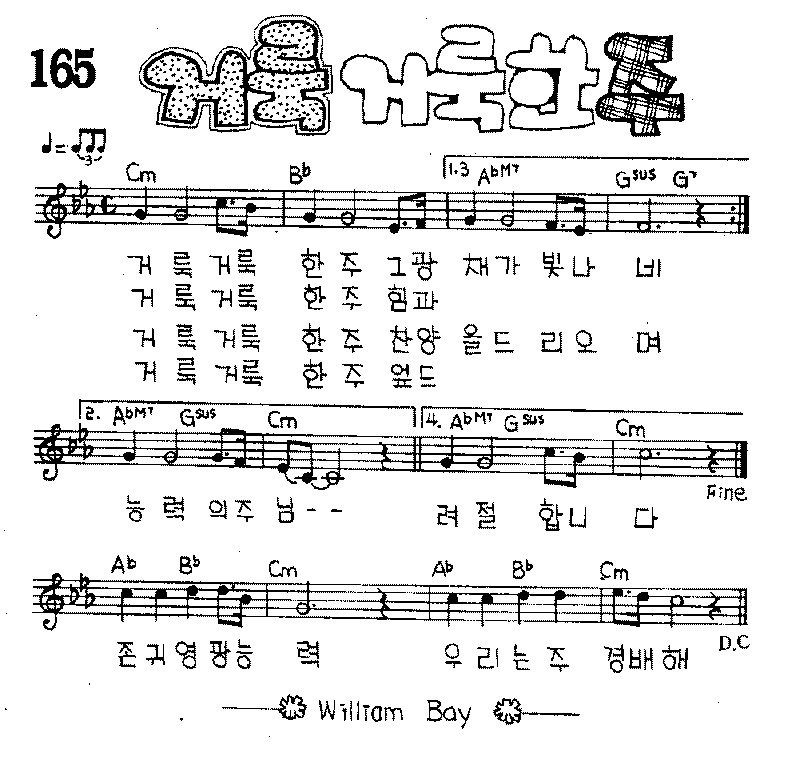 165 거룩 거룩한 주
3
Cm Bb 1.3 AbM7 Gsus G7
거 룩 거룩 한 주 그광 채가 빛나 네
거 룩 거룩 한 주 힘과
거 룩 거룩 한 주 찬양 올드 리오 며
거 룩 거룩 한 주 엎드
2. AbM7 Gsus Cm 4. AbM7 Gsus Cm
Fine
능 력 의주 님-- 려 절 합니 다
Ab Bb Cm Ab Bb Cm
D.C
존귀영광능 력 우리는주 경배해
William Bay